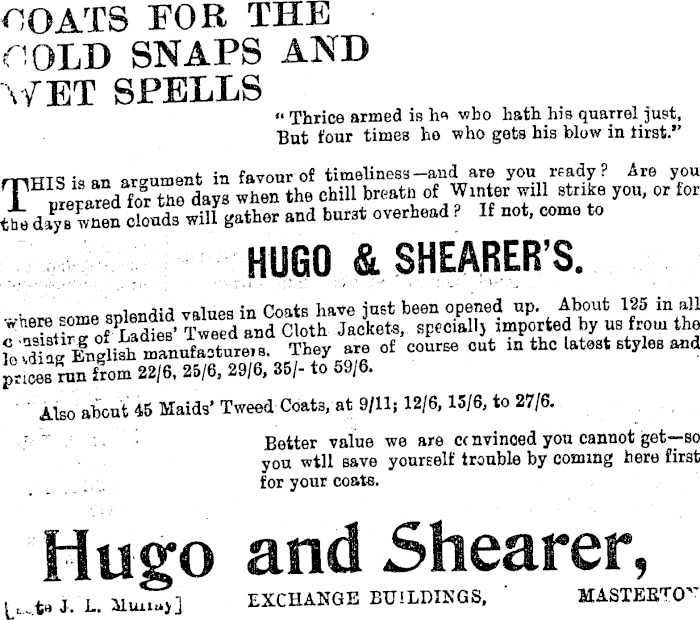 COATS FOR THE
COLD SNAPS AND
WET SPELLS
"Thrice armed is he who hath his quarrel just,
But four times he who gets his blow in first."
THIS is an argument in favour of timeliness—and are you ready? Are you
prepared for the days when the chill breath of Winter will strike you, or for
the days when clouds will gather and burst overhead? If not, come to
HUGO & SHEARER'S.
where some splendid values in Coats have just been opened up. About 125 in all
consisting of Ladies' Tweed and Cloth Jackets, specially imported by us from the
leading English manufacturers. They are of course cut in the latest styles and
prices run from 22/6, 25/6, 29/6, 35/- to 59/6.
Also about 45 Maids' Tweed Coats, at 9/11; 12/6, 15/6, to 27/6.
Better value we are convinced you cannot get—so
you wtll save yourself trouble by coming here first
for your coats.
Hugo and Shearer,
[Late J. L. Murray] EXCHANGE BUILDINGS, MASTERTON